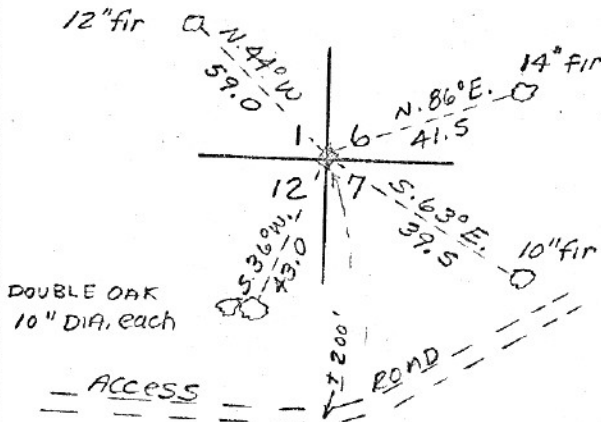 12" fir
N. 44° W
59.0
14" fir
N. 86° E.
41.5
1 6
12 7
S. 63° E.
39.5
10" fir
S. 36° W.
43.0
DOUBLE OAK
10" DIA. each
± 200'
ACCESS
ROAD